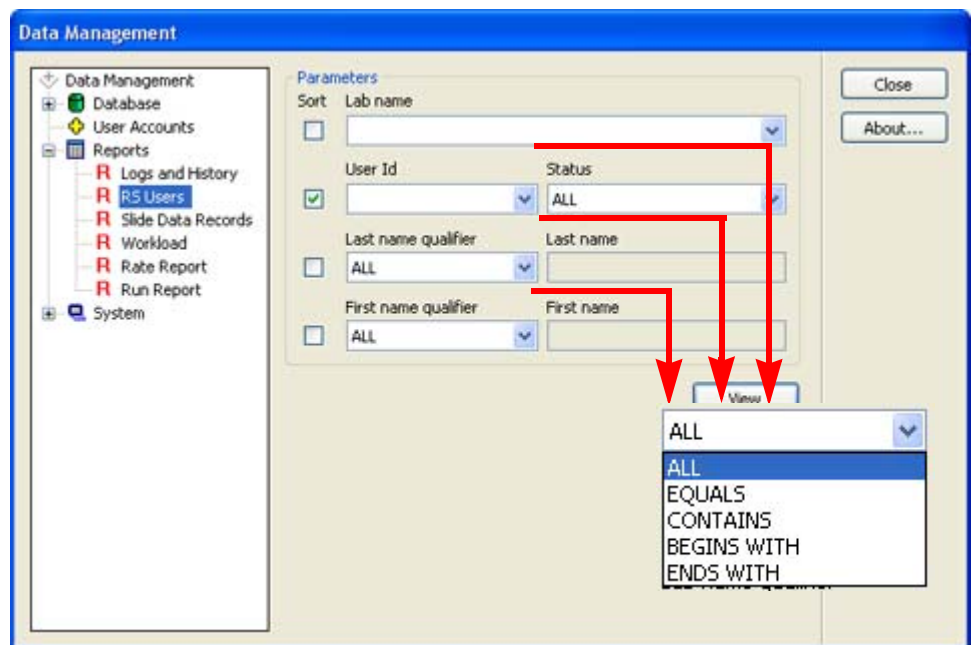 Data Management
Data Management
Database
User Accounts
Reports
R Logs and History
R RS Users
R Slide Data Records
R Workload
R Rate Report
R Run Report
System
Parameters
Sort Lab name
User Id Status
ALL
Last name qualifier Last name
ALL
First name qualifier First name
ALL
View
Close
About...
ALL
ALL
EQUALS
CONTAINS
BEGINS WITH
ENDS WITH